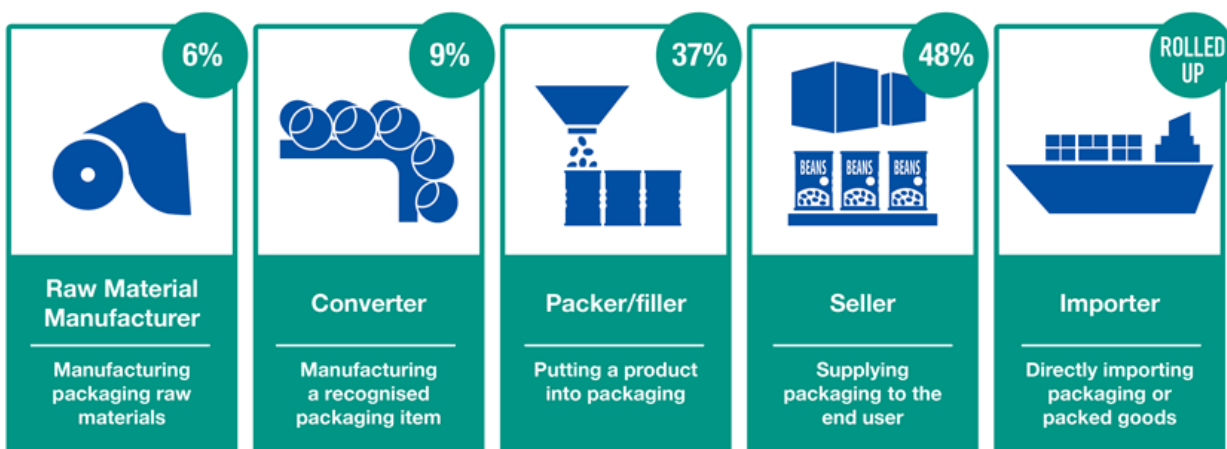 6%
9%
37%
48%
ROLLED
UP
BEANS
BEANS
BEANS
Raw Material
Manufacturer
Manufacturing
packaging raw
materials
Converter
Manufacturing
a recognised
packaging item
Packer/filler
Putting a product
into packaging
Seller
Supplying
packaging to the
end user
Importer
Directly importing
packaging or
packed goods